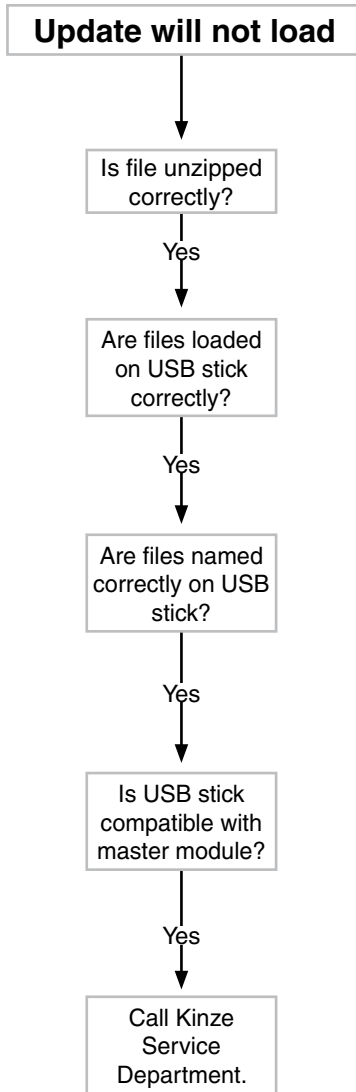 Update will not load
Is file unzipped
correctly?
Yes
Are files loaded
on USB stick
correctly?
Yes
Are files named
correctly on USB
stick?
Yes
Is USB stick
compatible with
master module?
Yes
Call Kinze
Service
Department.